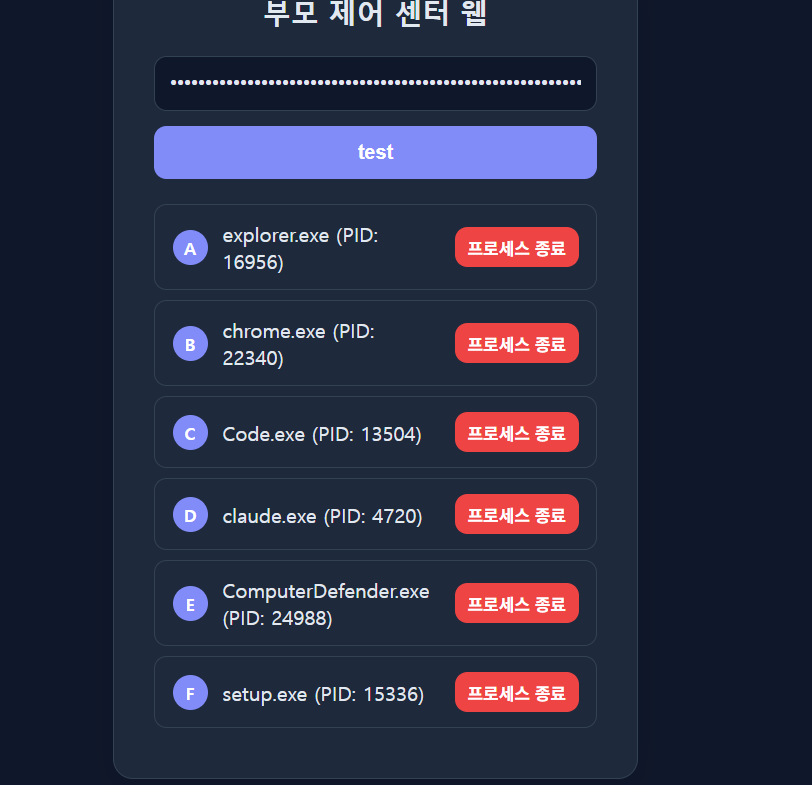 부모 제어 센터 웹
test
A
explorer.exe (PID:
16956)
프로세스 종료
B
chrome.exe (PID:
22340)
프로세스 종료
C
Code.exe (PID: 13504)
프로세스 종료
D
claude.exe (PID: 4720)
프로세스 종료
E
ComputerDefender.exe
(PID: 24988)
프로세스 종료
F
setup.exe (PID: 15336)
프로세스 종료